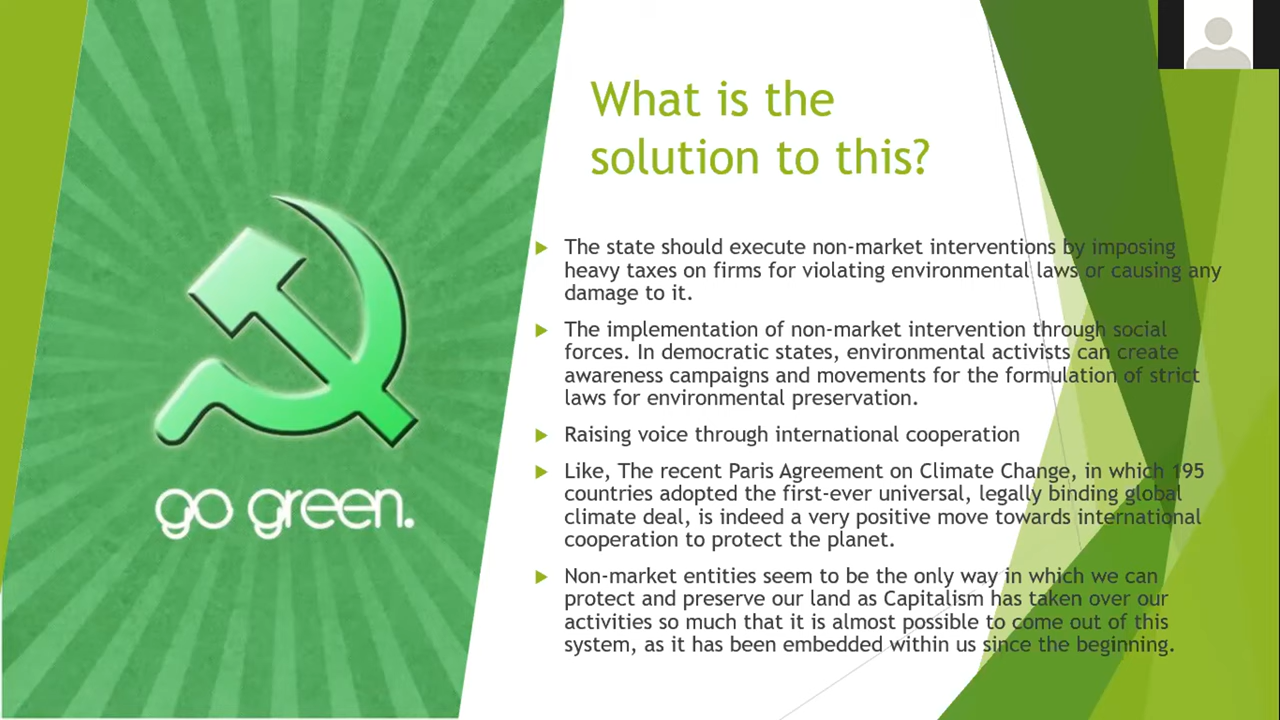 What is the
solution to this?
The state should execute non-market interventions by imposing
heavy taxes on firms for violating environmental laws or causing any
damage to it.
The implementation of non-market intervention through social
forces. In democratic states, environmental activists can create
awareness campaigns and movements for the formulation of strict
laws for environmental preservation.
Raising voice through international cooperation
Like, The recent Paris Agreement on Climate Change, in which 195
countries adopted the first-ever universal, legally binding global
climate deal, is indeed a very positive move towards international
cooperation to protect the planet.
Non-market entities seem to be the only way in which we can
protect and preserve our land as Capitalism has taken over our
activities so much that it is almost possible to come out of this
system, as it has been embedded within us since the beginning.
go green.